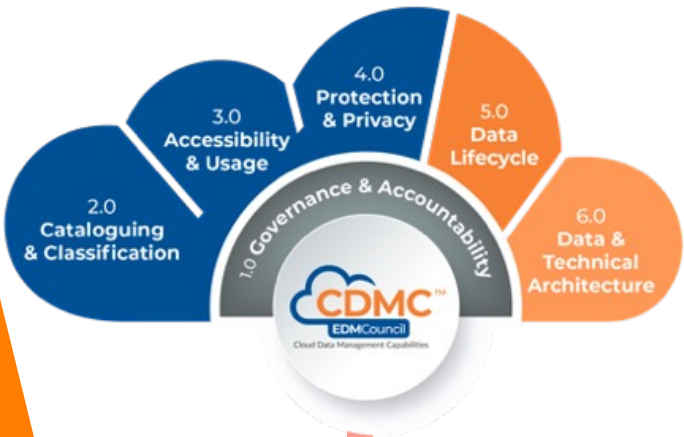 4.0
Protection
& Privacy
3.0
Accessibility
& Usage
5.0
Data
Lifecycle
2.0
Cataloguing
& Classification
1.0 Governance & Accountability
6.0
Data &
Technical
Architecture
CDMC™
EDMCouncil
Cloud Data Management Capabilities